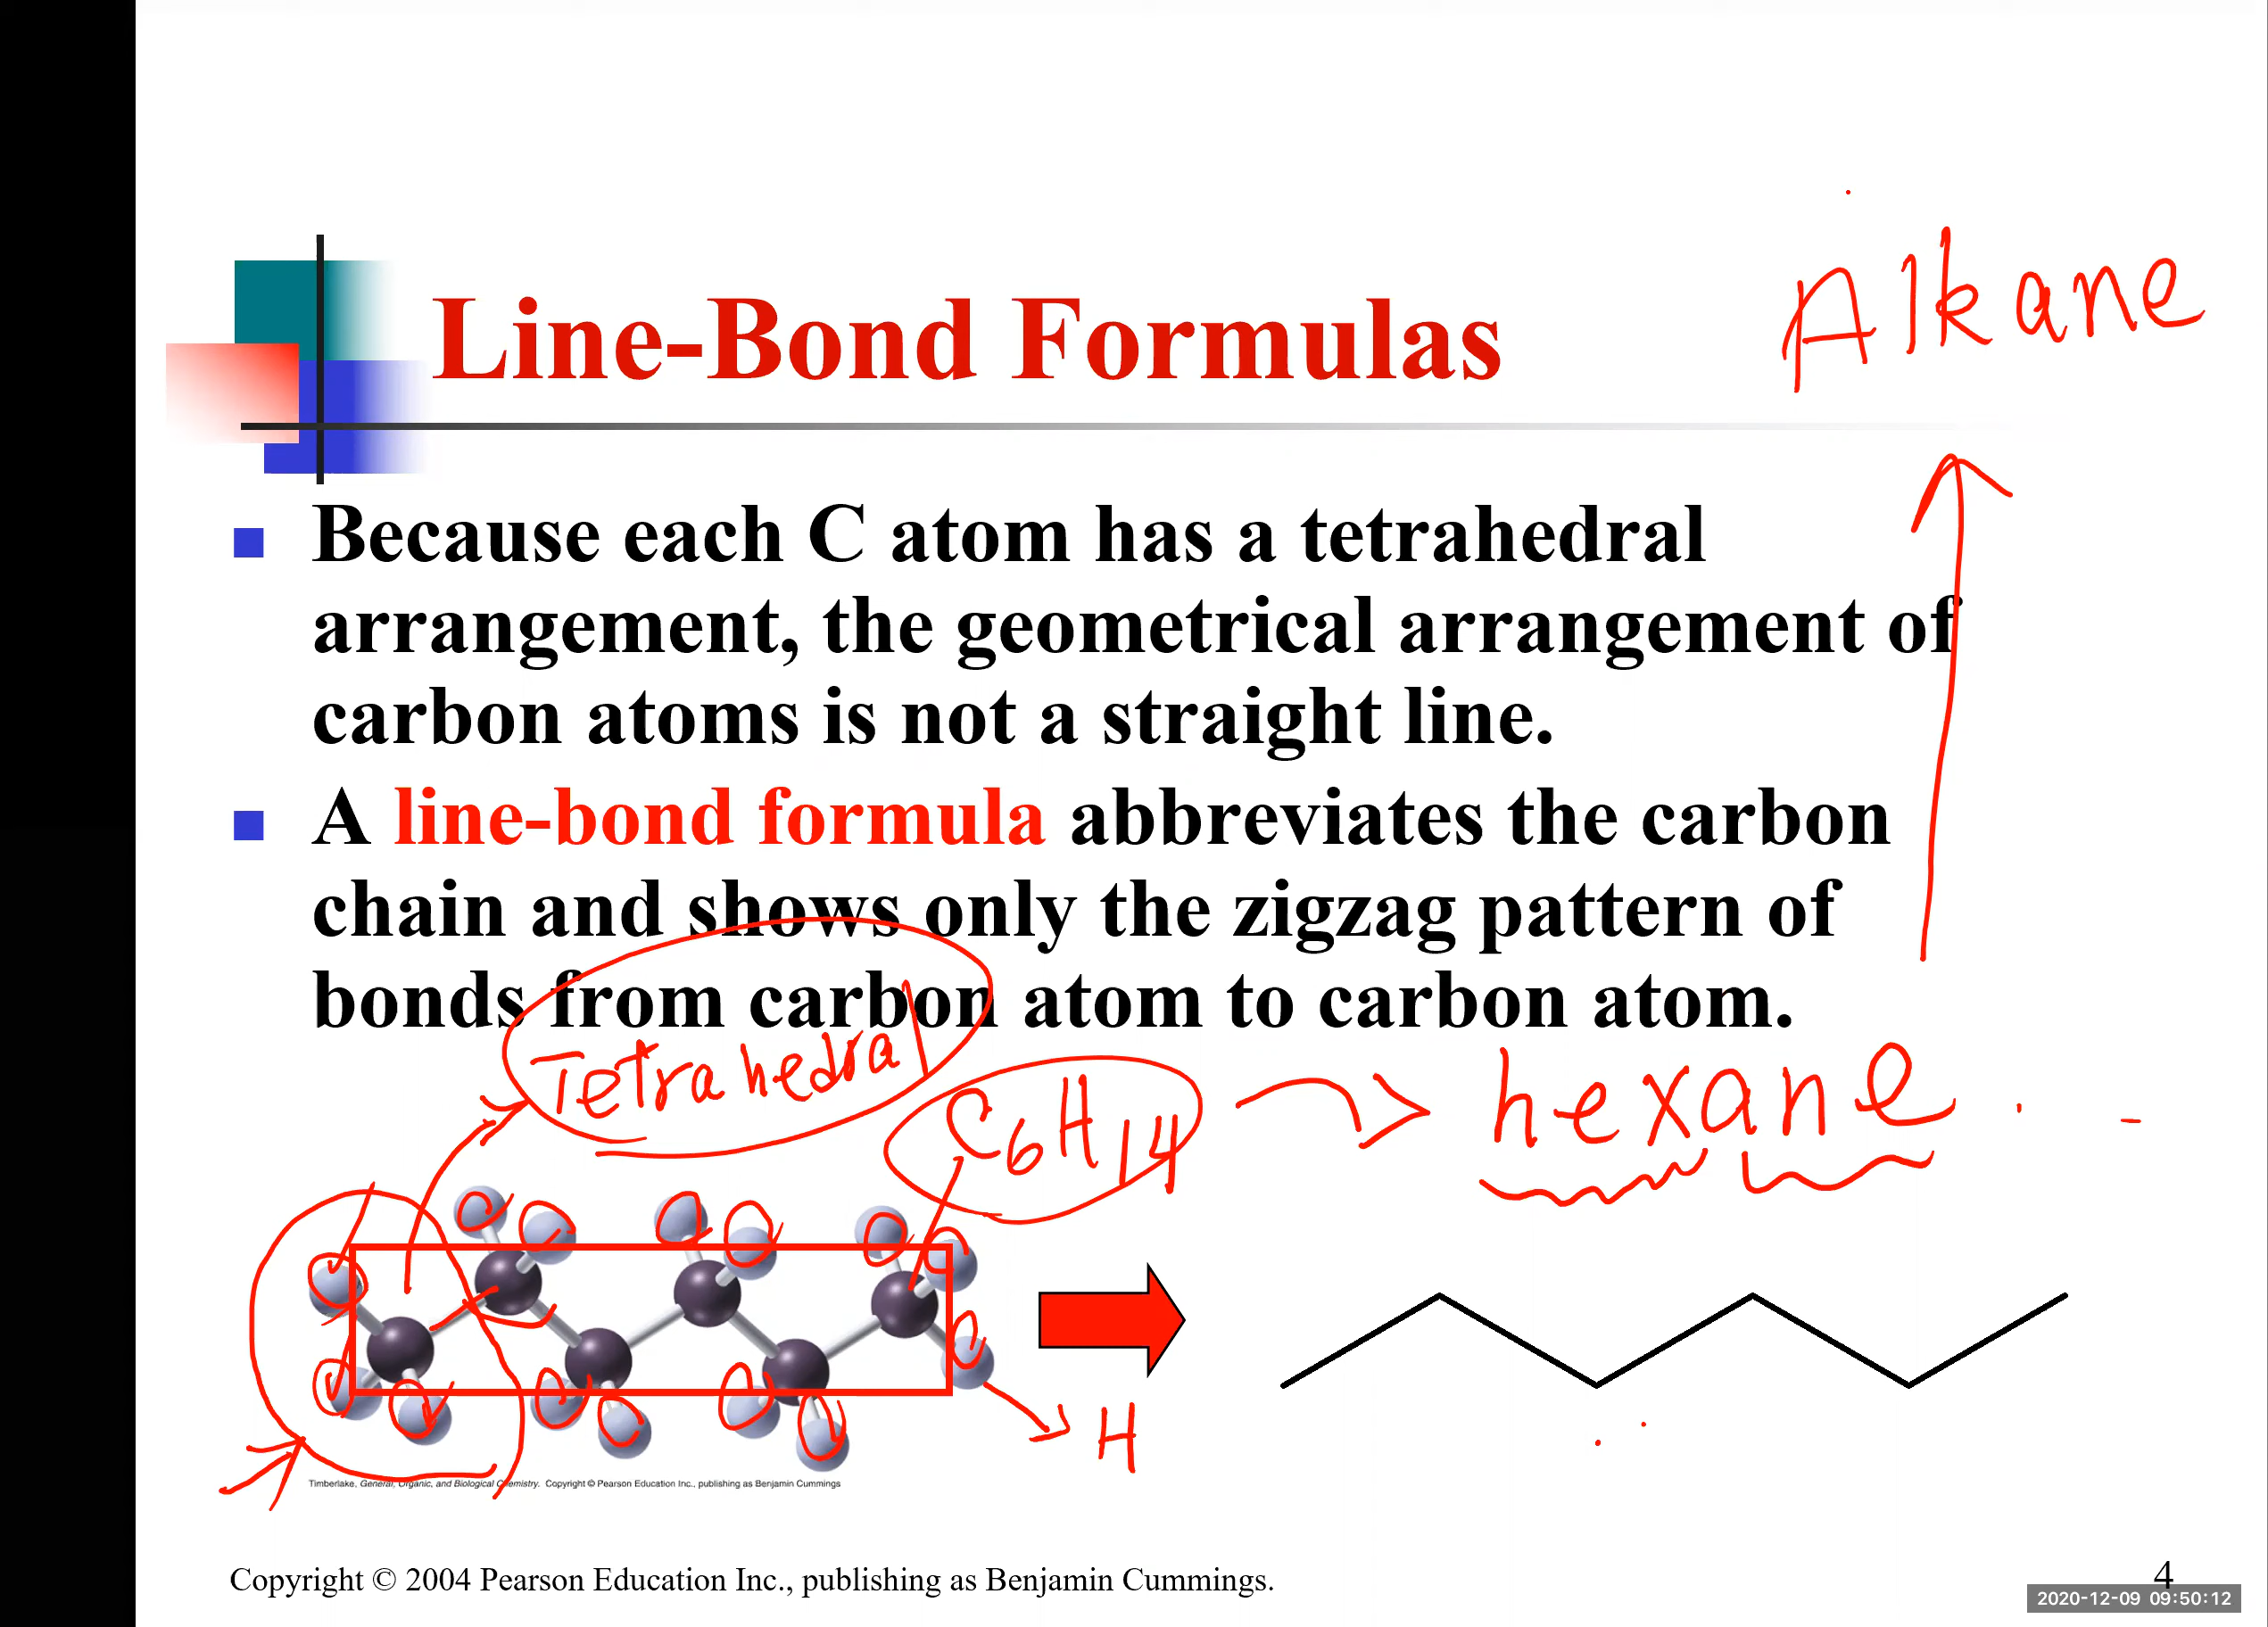 Alkane
Line-Bond Formulas
Because each C atom has a tetrahedral
arrangement, the geometrical arrangement of
carbon atoms is not a straight line.
A line-bond formula abbreviates the carbon
chain and shows only the zigzag pattern of
bonds from carbon atom to carbon atom.
Tetrahedral
C6H14
hexane
H
Timberlake, General, Organic, and Biological Chemistry. Copyright © Pearson Education Inc., publishing as Benjamin Cummings
Copyright © 2004 Pearson Education Inc., publishing as Benjamin Cummings.
4
2020-12-09 09:50:12